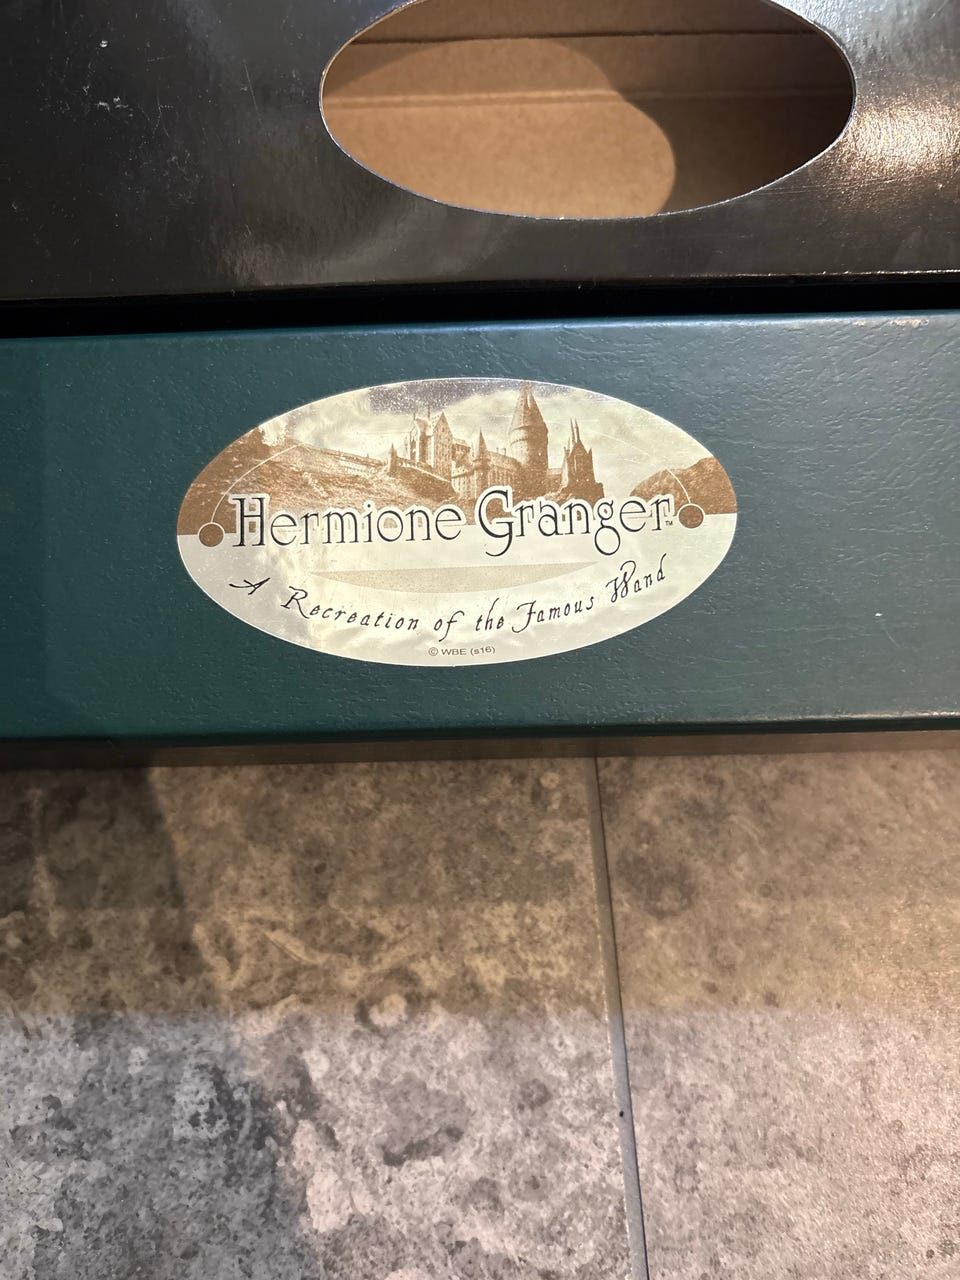 Hermione Granger™
A Recreation of the Famous Wand
© WBE (s16)